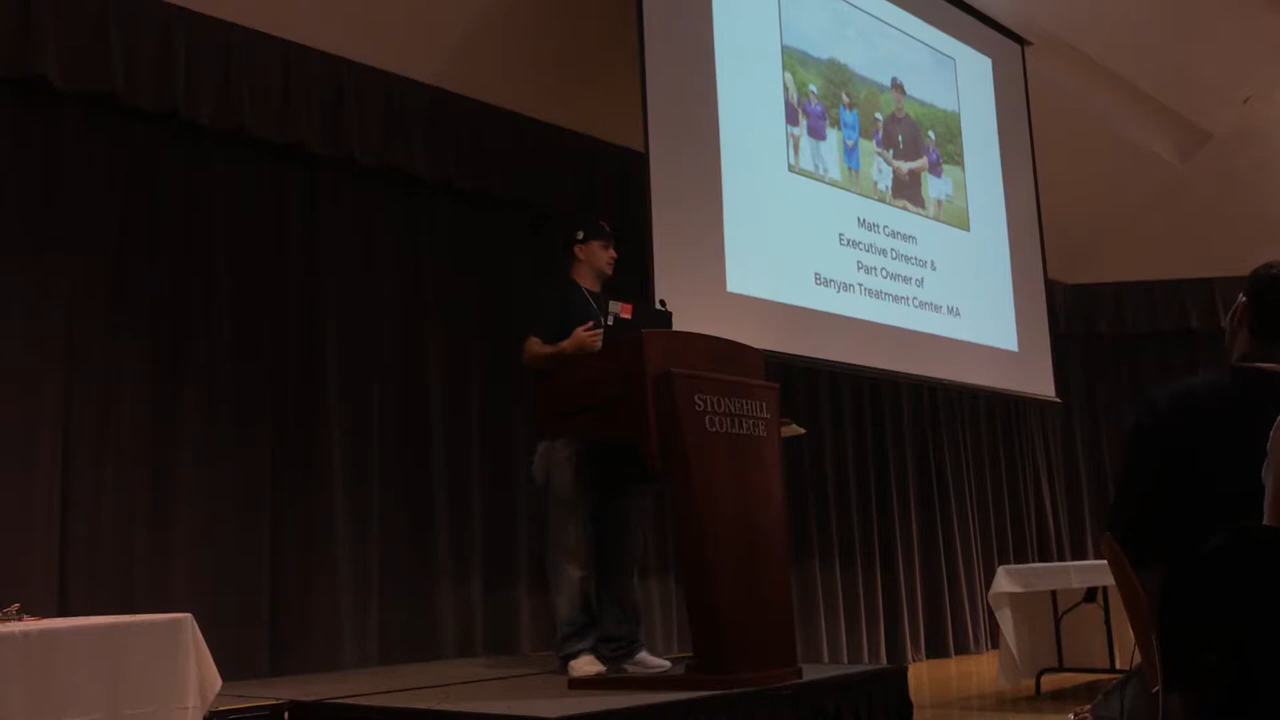 Matt Ganem
Executive Director &
Part Owner of
Banyan Treatment Center, MA
STONEHILL
COLLEGE